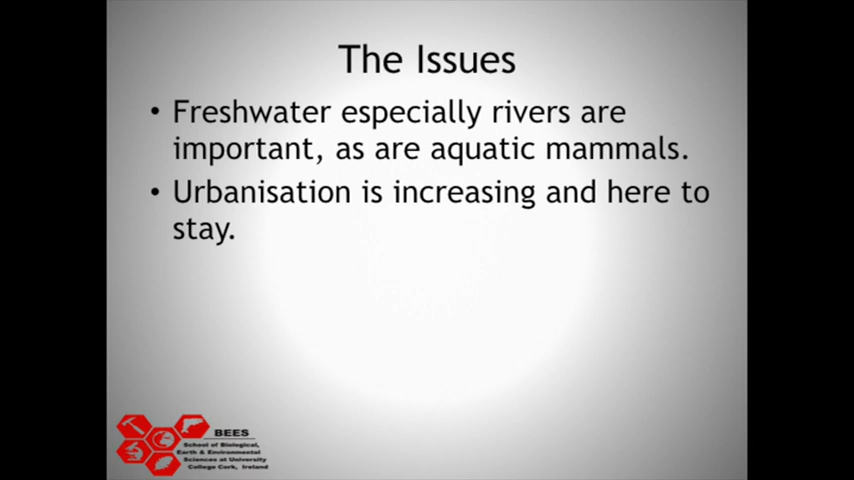 The Issues
• Freshwater especially rivers are
important, as are aquatic mammals.
• Urbanisation is increasing and here to
stay.
BEES
School of Biological,
Earth & Environmental
Sciences at University
College Cork, Ireland